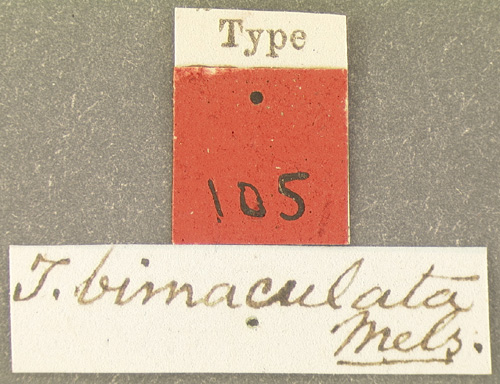 Type
105
T. bimaculata
Mels.